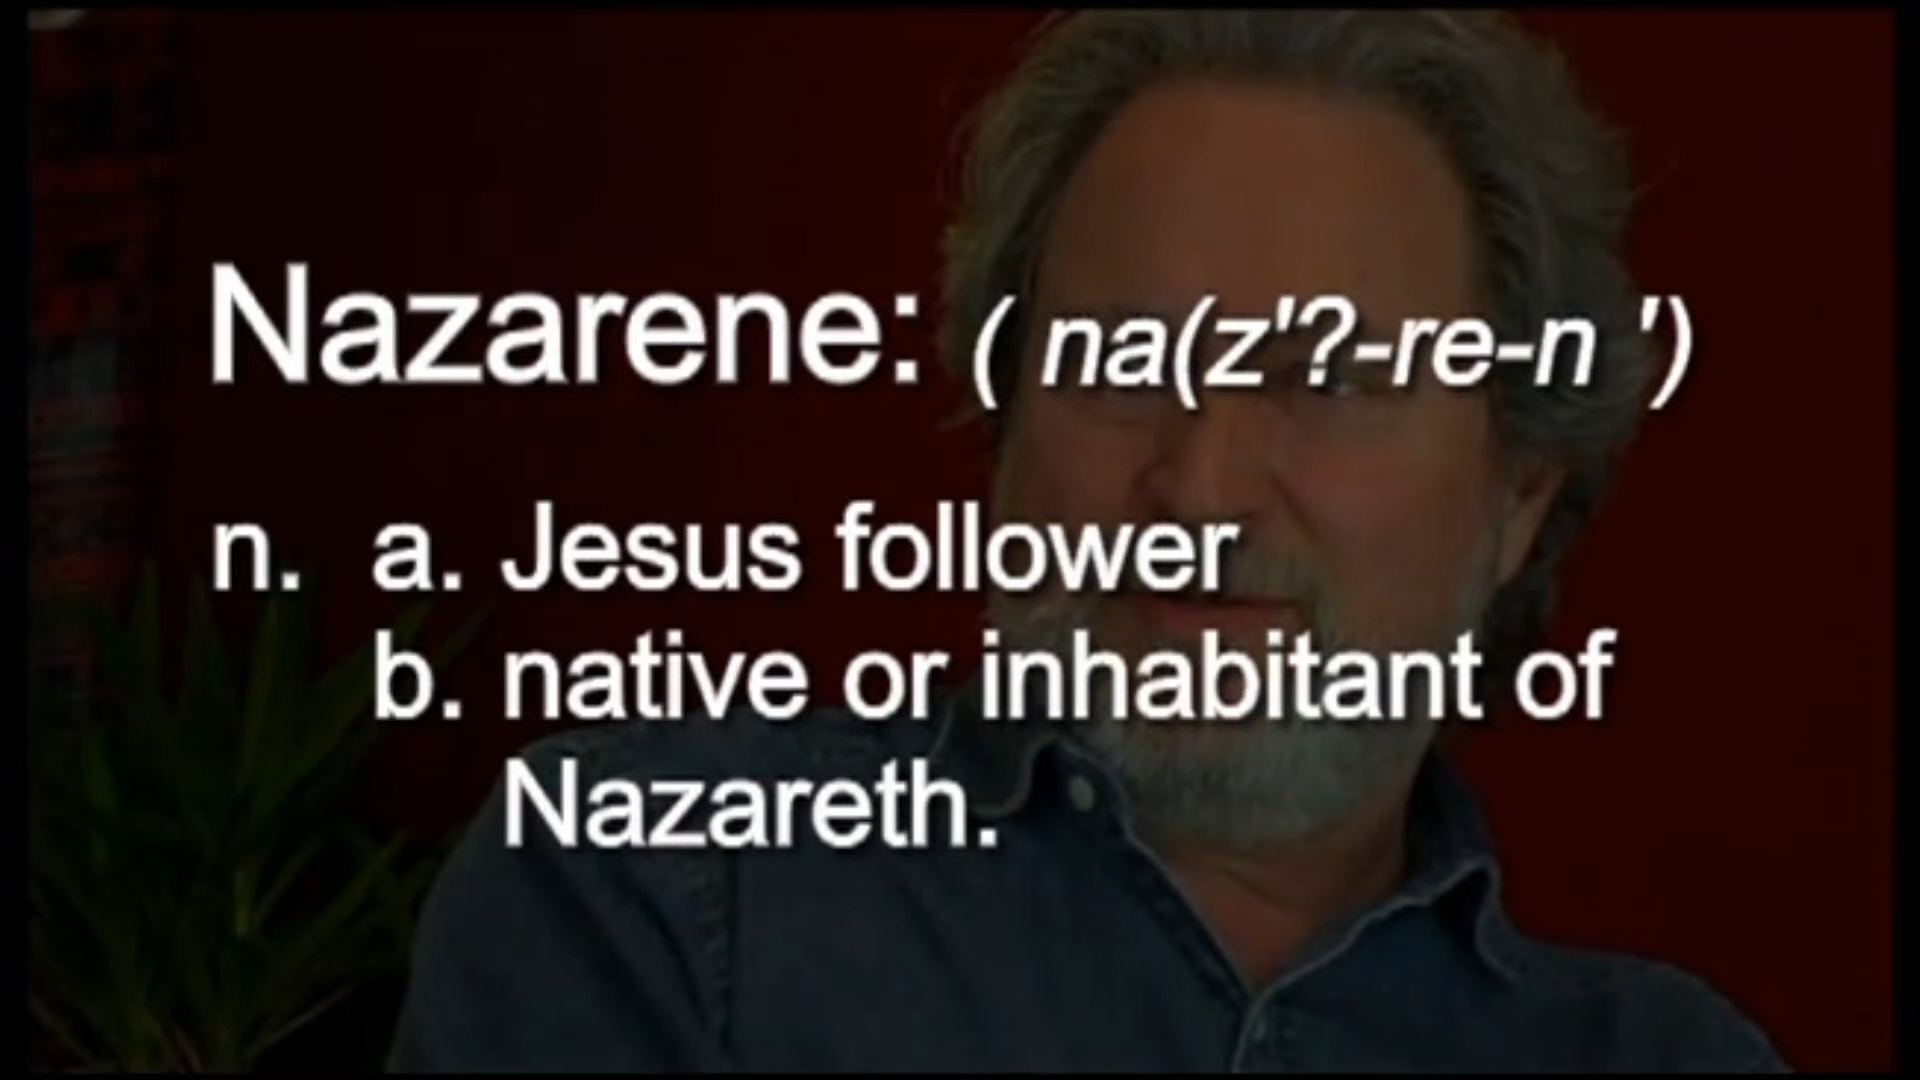 Nazarene: ( na(z'?-re-n ')
n. a. Jesus follower
b. native or inhabitant of
Nazareth.